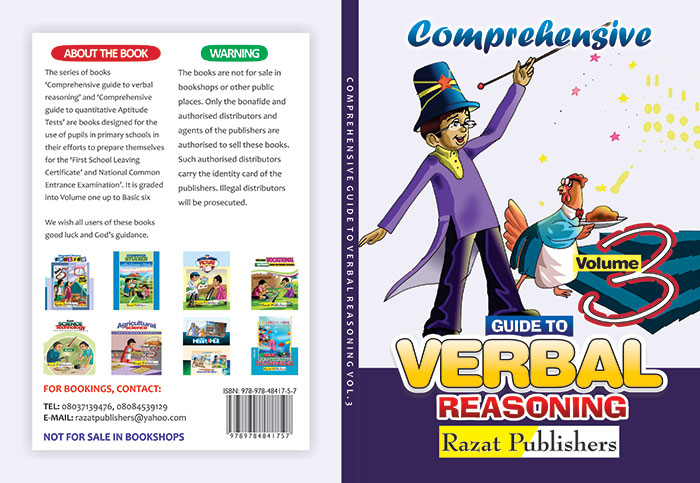 ABOUT THE BOOK
The series of books
‘Comprehensive guide to verbal
reasoning’ and ‘Comprehensive
guide to quantitative Aptitude
Tests’ are books designed for the
use of pupils in primary schools in
their efforts to prepare themselves
for the ‘First School Leaving
Certificate’ and National Common
Entrance Examination’. It is graded
into Volume one up to Basic six
We wish all users of these books
good luck and God’s guidance.
WARNING
The books are not for sale in
bookshops or other public
places. Only the bonafide and
authorised distributors and
agents of the publishers are
authorised to sell these books.
Such authorised distributors
carry the identity card of the
publishers. Illegal distributors
will be prosecuted.
COMPUTER
STUDIES
VOCATIONAL
SCIENCE
Technology
Agricultural
Science
FOR BOOKINGS, CONTACT:
TEL: 08037139476, 08084539129
E-MAIL: razatpublishers@yahoo.com
NOT FOR SALE IN BOOKSHOPS
ISBN: 978-978-48417-5-7
9789784841757
COMPREHENSIVE GUIDE TO VERBAL REASONING VOL. 3
Comprehensive
Volume 3
GUIDE TO
VERBAL
REASONING
Razat Publishers